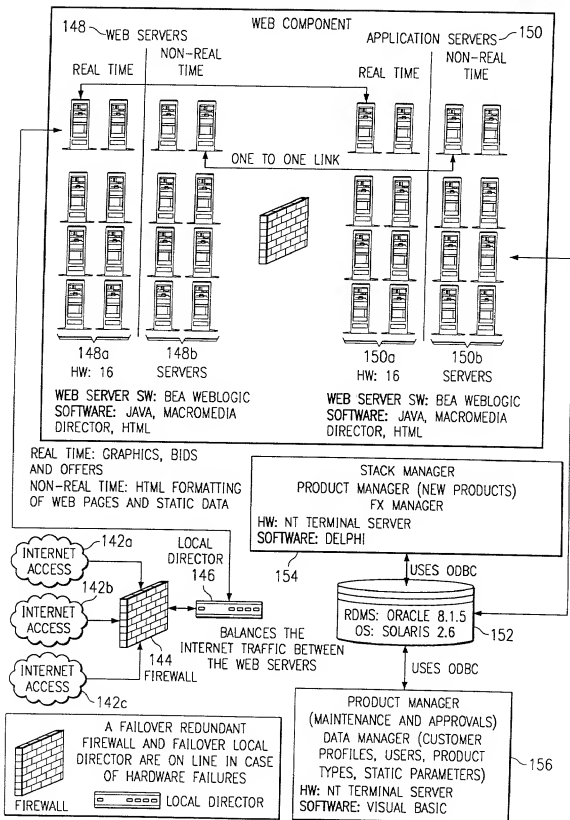 WEB COMPONENT
148
WEB SERVERS
APPLICATION SERVERS
150
REAL TIME
NON-REAL
TIME
REAL TIME
NON-REAL
TIME
ONE TO ONE LINK
148a
148b
150a
150b
HW: 16
SERVERS
HW: 16
SERVERS
WEB SERVER SW: BEA WEBLOGIC
SOFTWARE: JAVA, MACROMEDIA
DIRECTOR, HTML
WEB SERVER SW: BEA WEBLOGIC
SOFTWARE: JAVA, MACROMEDIA
DIRECTOR, HTML
REAL TIME: GRAPHICS, BIDS
AND OFFERS
NON-REAL TIME: HTML FORMATTING
OF WEB PAGES AND STATIC DATA
STACK MANAGER
PRODUCT MANAGER (NEW PRODUCTS)
FX MANAGER
HW: NT TERMINAL SERVER
SOFTWARE: DELPHI
154
USES ODBC
RDMS: ORACLE 8.1.5
OS: SOLARIS 2.6
152
USES ODBC
142a
INTERNET
ACCESS
142b
INTERNET
ACCESS
INTERNET
ACCESS
142c
LOCAL
DIRECTOR
146
144
FIREWALL
BALANCES THE
INTERNET TRAFFIC BETWEEN
THE WEB SERVERS
A FAILOVER REDUNDANT
FIREWALL AND FAILOVER LOCAL
DIRECTOR ARE ON LINE IN CASE
OF HARDWARE FAILURES
FIREWALL
LOCAL DIRECTOR
PRODUCT MANAGER
(MAINTENANCE AND APPROVALS)
DATA MANAGER (CUSTOMER
PROFILES, USERS, PRODUCT
TYPES, STATIC PARAMETERS)
HW: NT TERMINAL SERVER
SOFTWARE: VISUAL BASIC
156